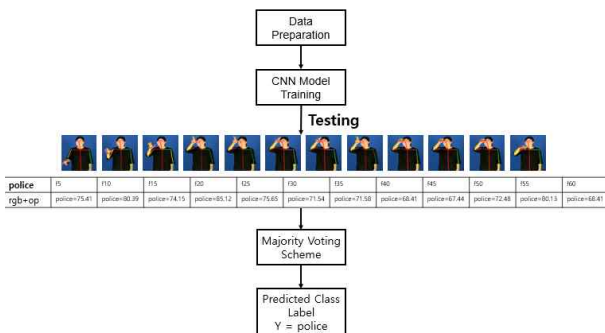 Data
Preparation
CNN Model
Training
Testing
police f5 f10 f15 f20 f25 f30 f35 f40 f45 f50 f55 f60
rgb+op police=75.41 police=80.39 police=74.15 police=85.12 police=75.65 police=71.54 police=71.58 police=68.41 police=67.44 police=72.48 police=80.15 police=68.41
Majority Voting
Scheme
Predicted Class
Label
Y = police